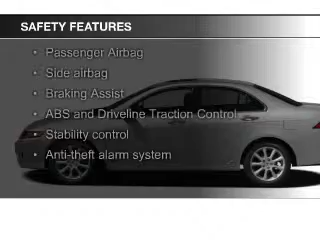 SAFETY FEATURES
• Passenger Airbag
• Side airbag
• Braking Assist
• ABS and Driveline Traction Control
• Stability control
• Anti-theft alarm system